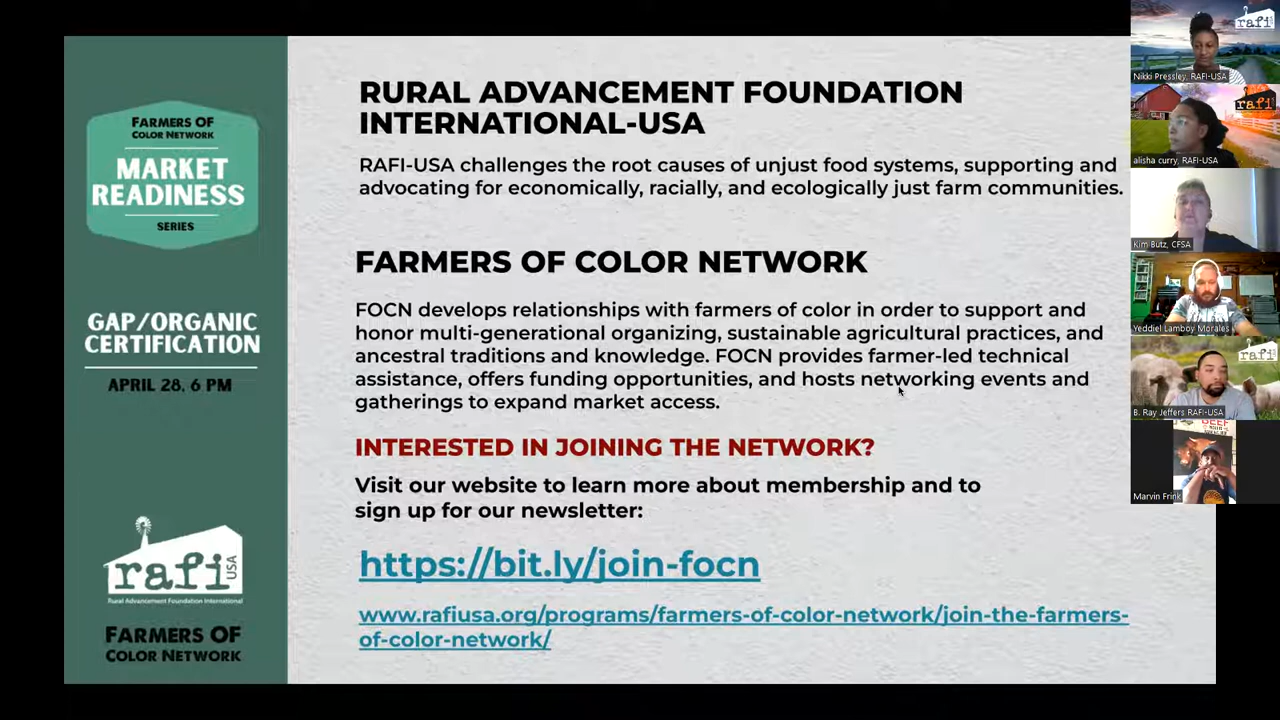 FARMERS OF
COLOR NETWORK
MARKET
READINESS
SERIES
GAP/ORGANIC
CERTIFICATION
APRIL 28. 6 PM
rafi
USA
Rural Advancement Foundation International
FARMERS OF
COLOR NETWORK
RURAL ADVANCEMENT FOUNDATION
INTERNATIONAL-USA
RAFI-USA challenges the root causes of unjust food systems, supporting and
advocating for economically, racially, and ecologically just farm communities.
FARMERS OF COLOR NETWORK
FOCN develops relationships with farmers of color in order to support and
honor multi-generational organizing, sustainable agricultural practices, and
ancestral traditions and knowledge. FOCN provides farmer-led technical
assistance, offers funding opportunities, and hosts networking events and
gatherings to expand market access.
INTERESTED IN JOINING THE NETWORK?
Visit our website to learn more about membership and to
sign up for our newsletter:
https://bit.ly/join-focn
www.rafiusa.org/programs/farmers-of-color-network/join-the-farmers-
of-color-network/
rafi
Nikki Pressley, RAFI-USA
rafi
alisha curry, RAFI-USA
Kim Butz, CFSA
Yeddiel Lamboy Morales
rafi
B. Ray Jeffers RAFI-USA
BEEF
Marvin Frink